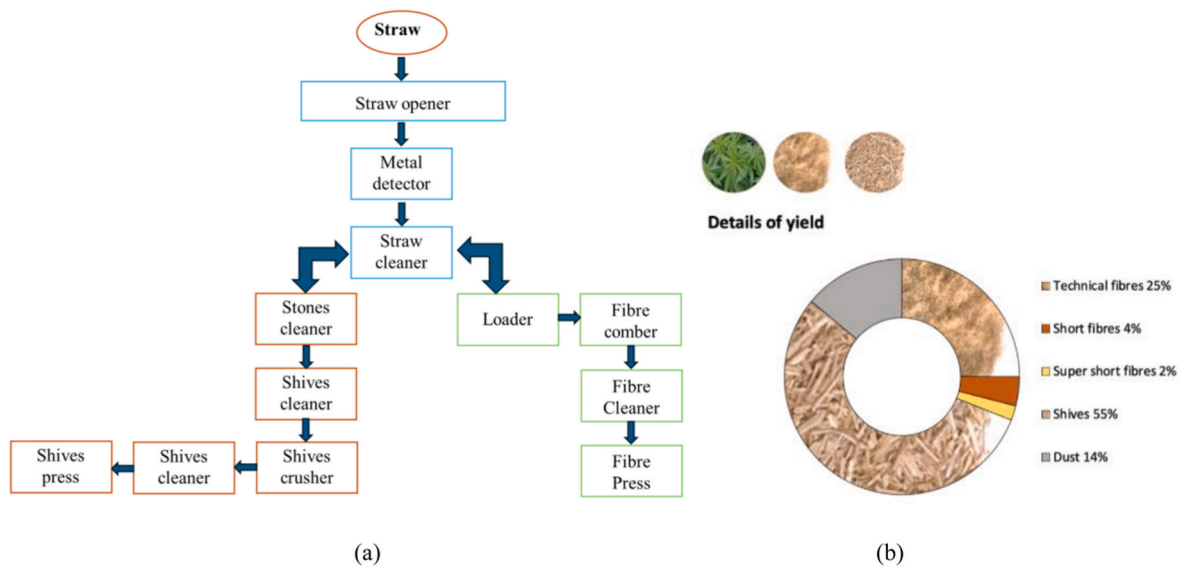 Straw
Straw opener
Metal
detector
Straw
cleaner
Stones
cleaner
Shives
cleaner
Shives
crusher
Shives
cleaner
Shives
press
Loader
Fibre
comber
Fibre
Cleaner
Fibre
Press
(a)
Details of yield
Technical fibres 25%
Short fibres 4%
Super short fibres 2%
Shives 55%
Dust 14%
(b)